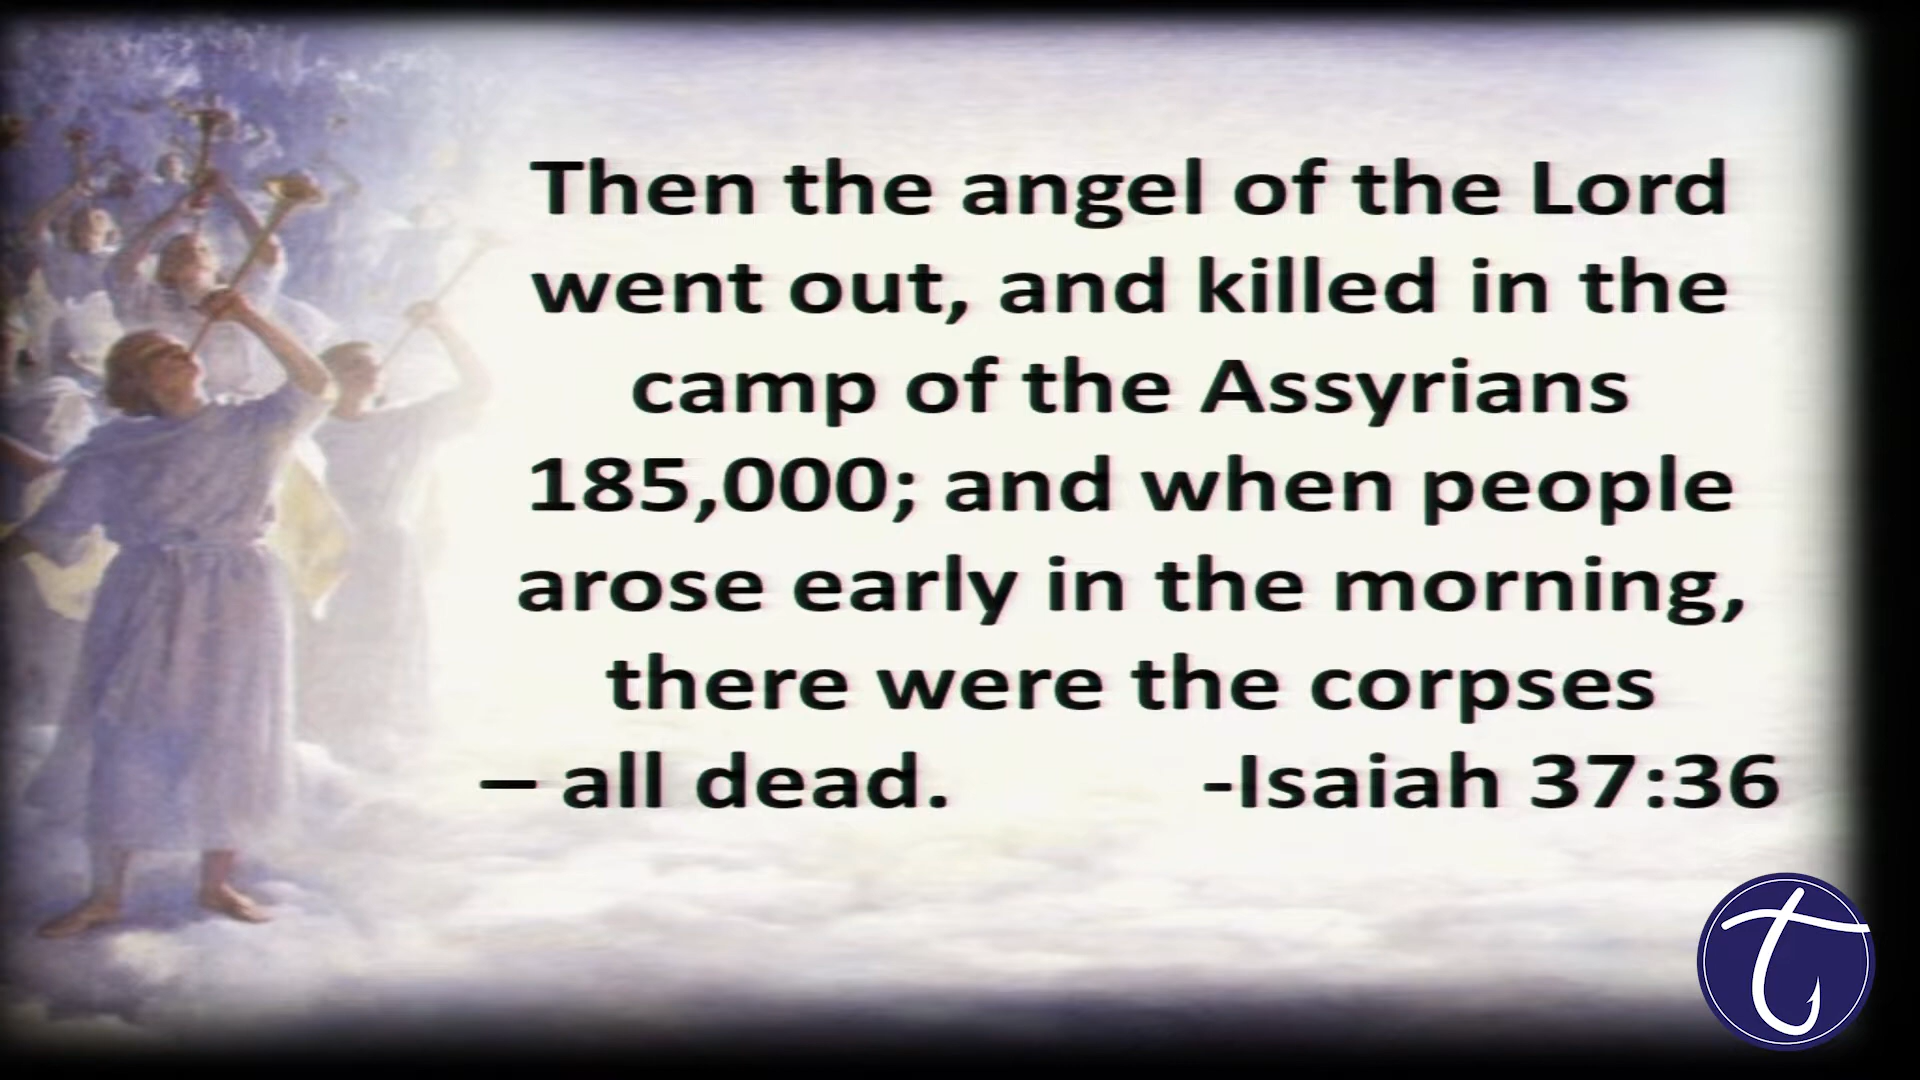 Then the angel of the Lord
went out, and killed in the
camp of the Assyrians
185,000; and when people
arose early in the morning,
there were the corpses
– all dead. -Isaiah 37:36